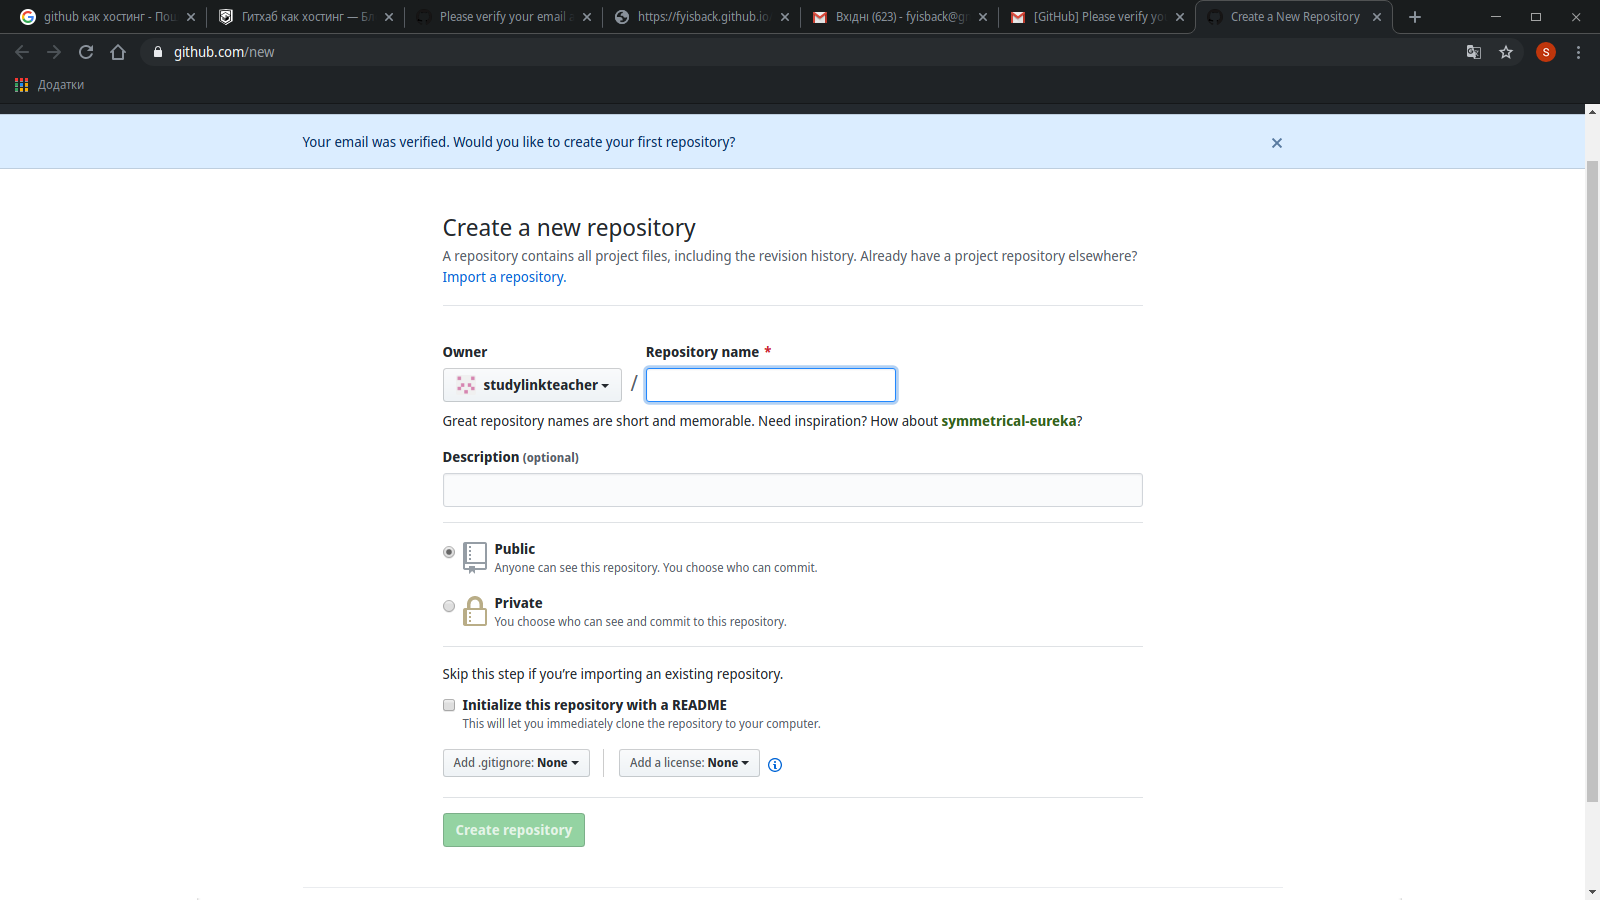 github как хостинг - Пош
Гитхаб как хостинг — Бл
Please verify your email a
https://fyisback.github.io
Вхідні (623) - fyisback@gm
[GitHub] Please verify yo
Create a New Repository
github.com/new
S
Додатки
Your email was verified. Would you like to create your first repository?
Create a new repository
A repository contains all project files, including the revision history. Already have a project repository elsewhere?
Import a repository.
Owner
Repository name *
studylinkteacher
/
Great repository names are short and memorable. Need inspiration? How about symmetrical-eureka?
Description (optional)
Public
Anyone can see this repository. You choose who can commit.
Private
You choose who can see and commit to this repository.
Skip this step if you’re importing an existing repository.
Initialize this repository with a README
This will let you immediately clone the repository to your computer.
Add .gitignore: None
Add a license: None
Create repository